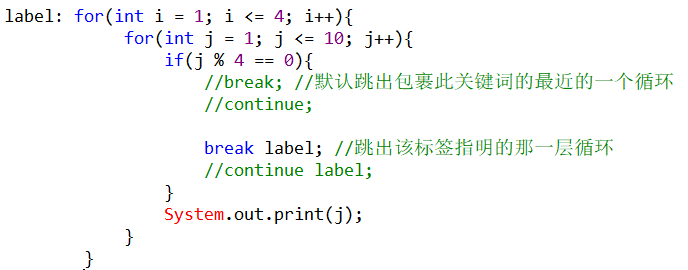 label: for(int i = 1; i <= 4; i++){
for(int j = 1; j <= 10; j++){
if(j % 4 == 0){
//break; //默认跳出包裹此关键词的最近的一个循环
//continue;
break label; //跳出该标签指明的那一层循环
//continue label;
}
System.out.print(j);
}
}